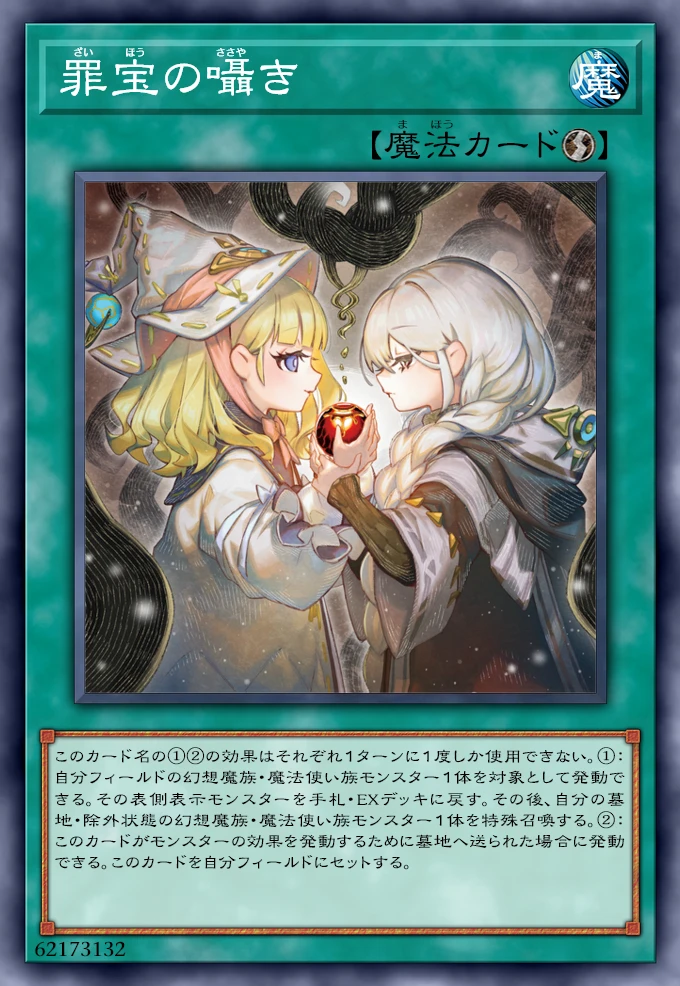 罪宝の囁き
魔
【魔法カード】
このカード名の①②の効果はそれぞれ1ターンに1度しか使用できない。①:
自分フィールドの幻想魔族・魔法使い族モンスター1体を対象として発動で
きる。その表側表示モンスターを手札・EXデッキに戻す。その後、自分の墓
地・除外状態の幻想魔族・魔法使い族モンスター1体を特殊召喚する。②:
このカードがモンスターの効果を発動するために墓地へ送られた場合に発動
できる。このカードを自分フィールドにセットする。
62173132